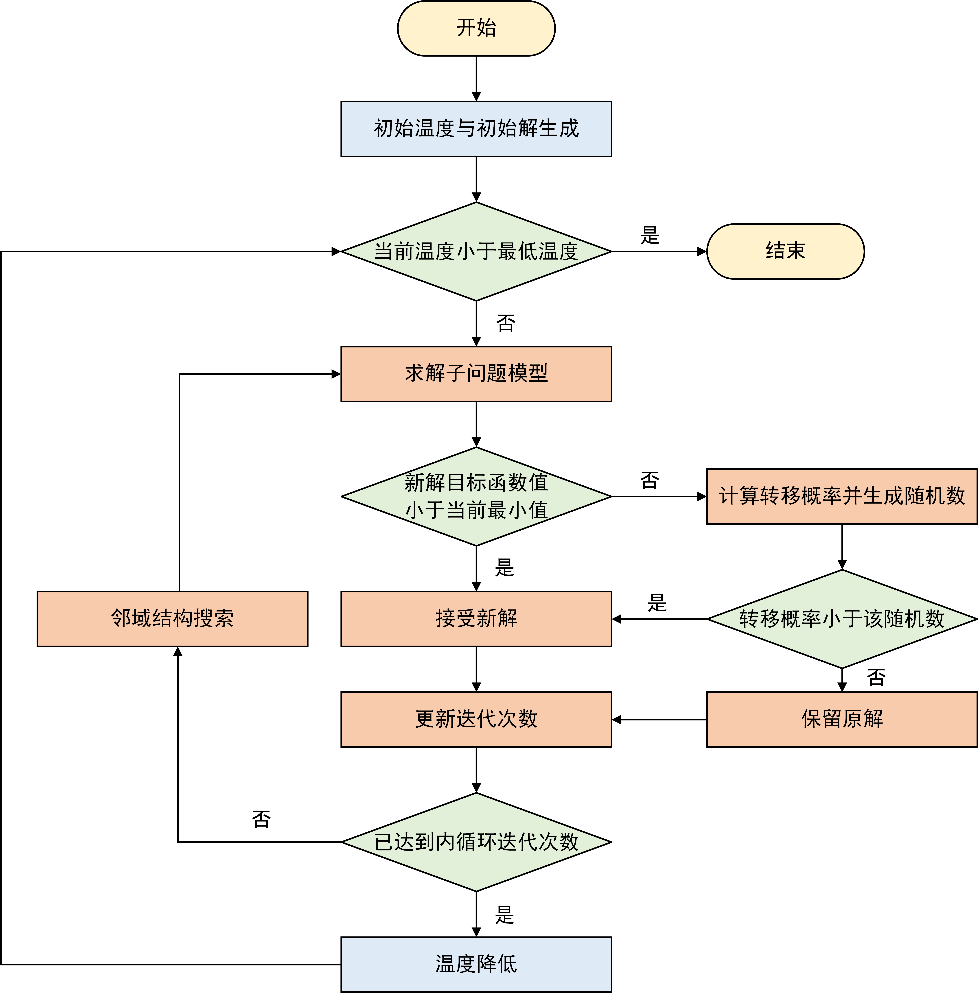 开始
初始温度与初始解生成
当前温度小于最低温度
是
结束
否
求解子问题模型
新解目标函数值
小于当前最小值
否
计算转移概率并生成随机数
是
邻域结构搜索
接受新解
是
转移概率小于该随机数
否
更新迭代次数
保留原解
否
已达到内循环迭代次数
是
温度降低